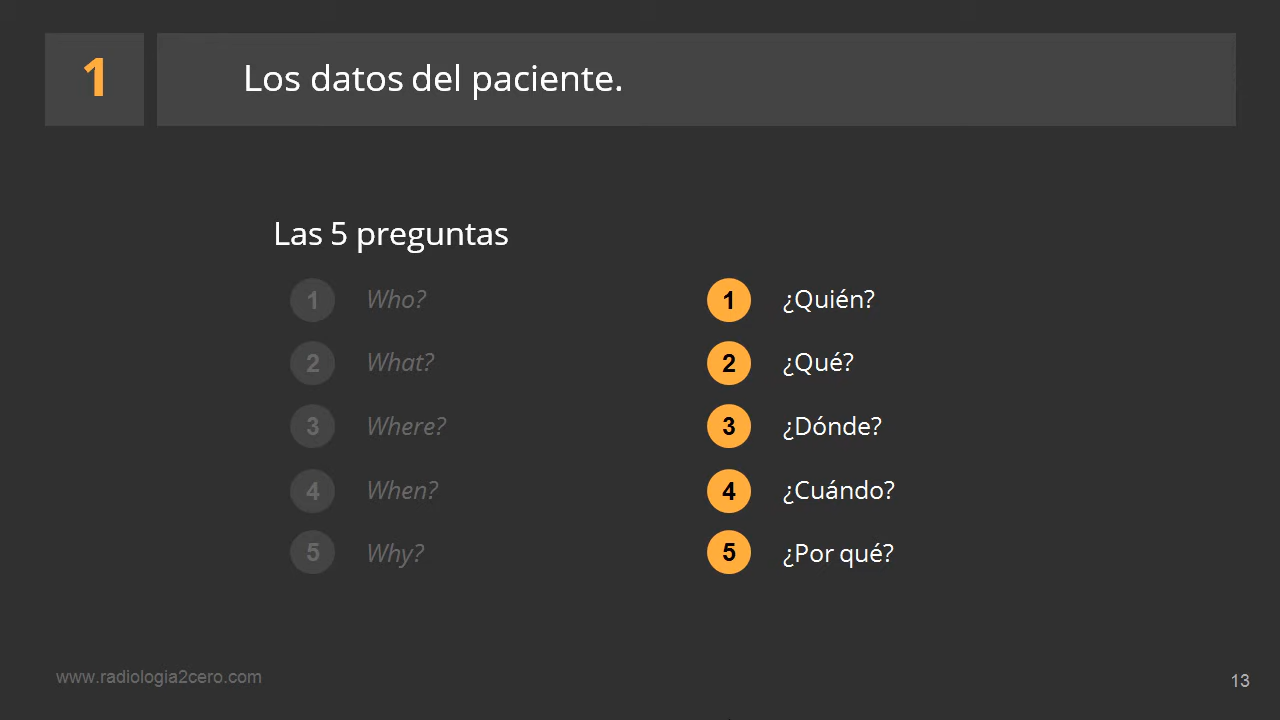 1
Los datos del paciente.
Las 5 preguntas
1 Who?
2 What?
3 Where?
4 When?
5 Why?
1 ¿Quién?
2 ¿Qué?
3 ¿Dónde?
4 ¿Cuándo?
5 ¿Por qué?
www.radiologia2cero.com
13